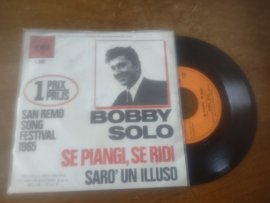 1 PRIX
PRIJS
SAN REMO
SONG
FESTIVAL
1965
BOBBY
SOLO
SE PIANGI, SE RIDI
SARO' UN ILLUSO